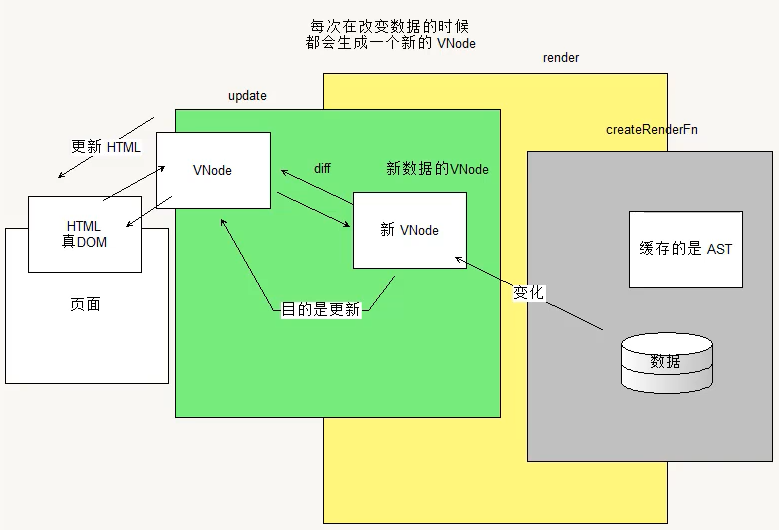 每次在改变数据的时候
都会生成一个新的 VNode
render
update
createRenderFn
更新 HTML
VNode
diff
新数据的VNode
HTML
真DOM
新 VNode
缓存的是 AST
页面
目的是更新
变化
数据